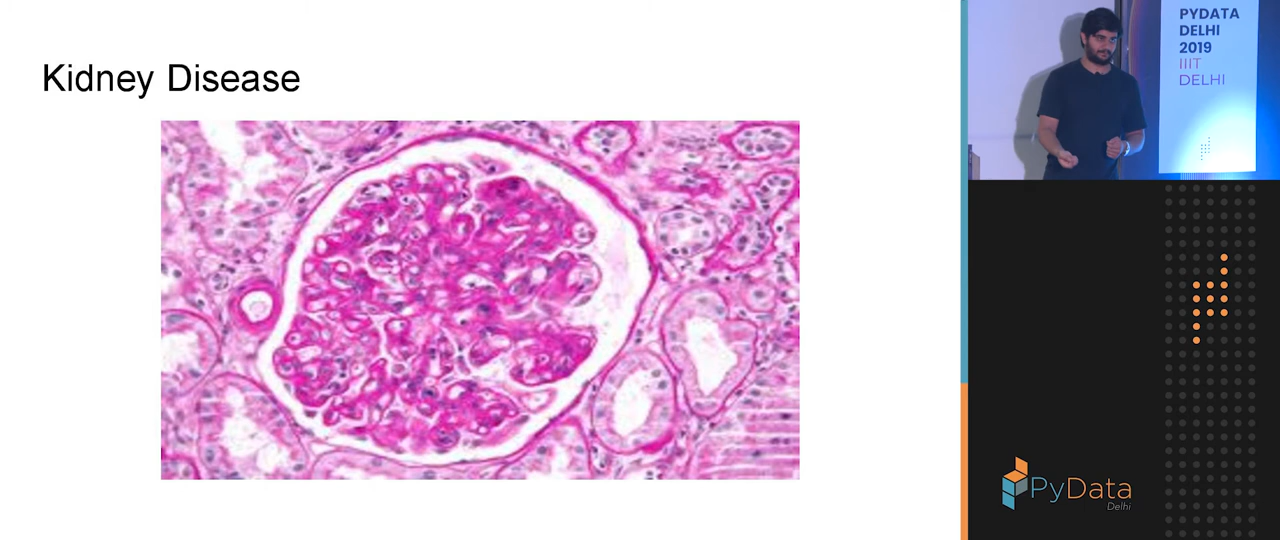 Kidney Disease
PYDATA
DELHI
2019
IIIT
DELHI
PyData
Delhi